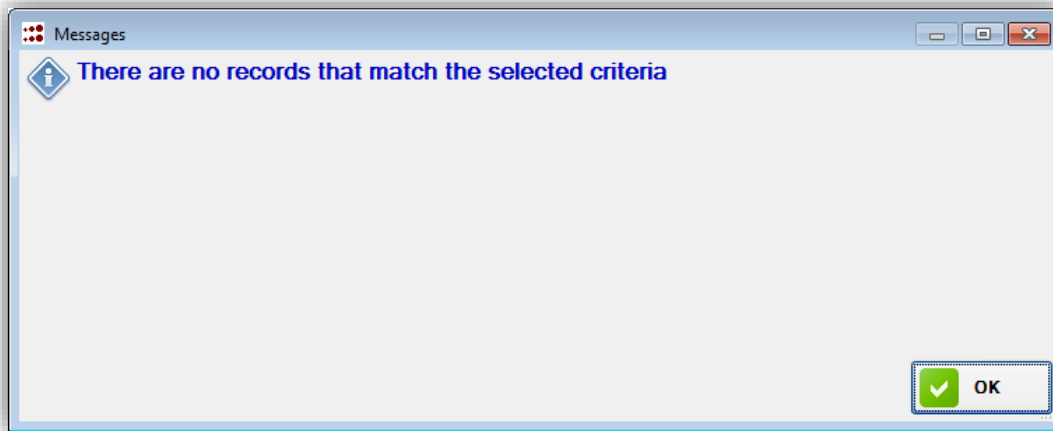 Messages
There are no records that match the selected criteria
OK